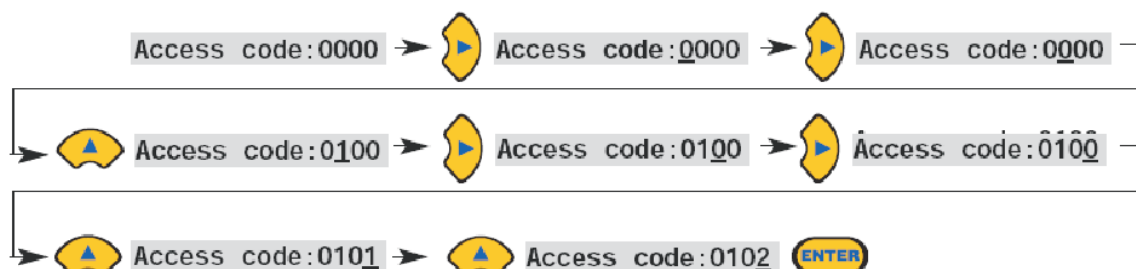 Access code:0000 Access code:0000 Access code:0000
Access code:0100 Access code:0100 Access code:0100
Access code:0101 Access code:0102 ENTER